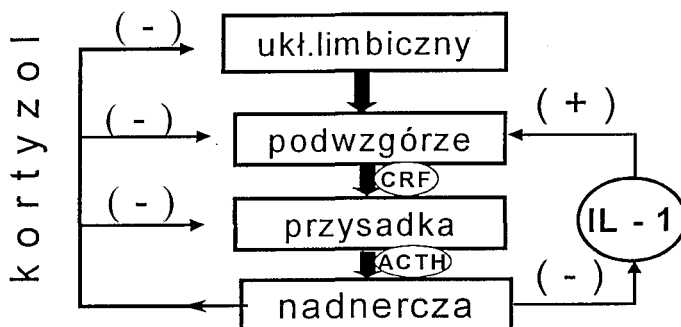 kortyzol
(-)
ukł.limbiczny
(-)
podwzgórze
(+)
CRF
(-)
przysadka
IL - 1
ACTH
(-)
nadnercza